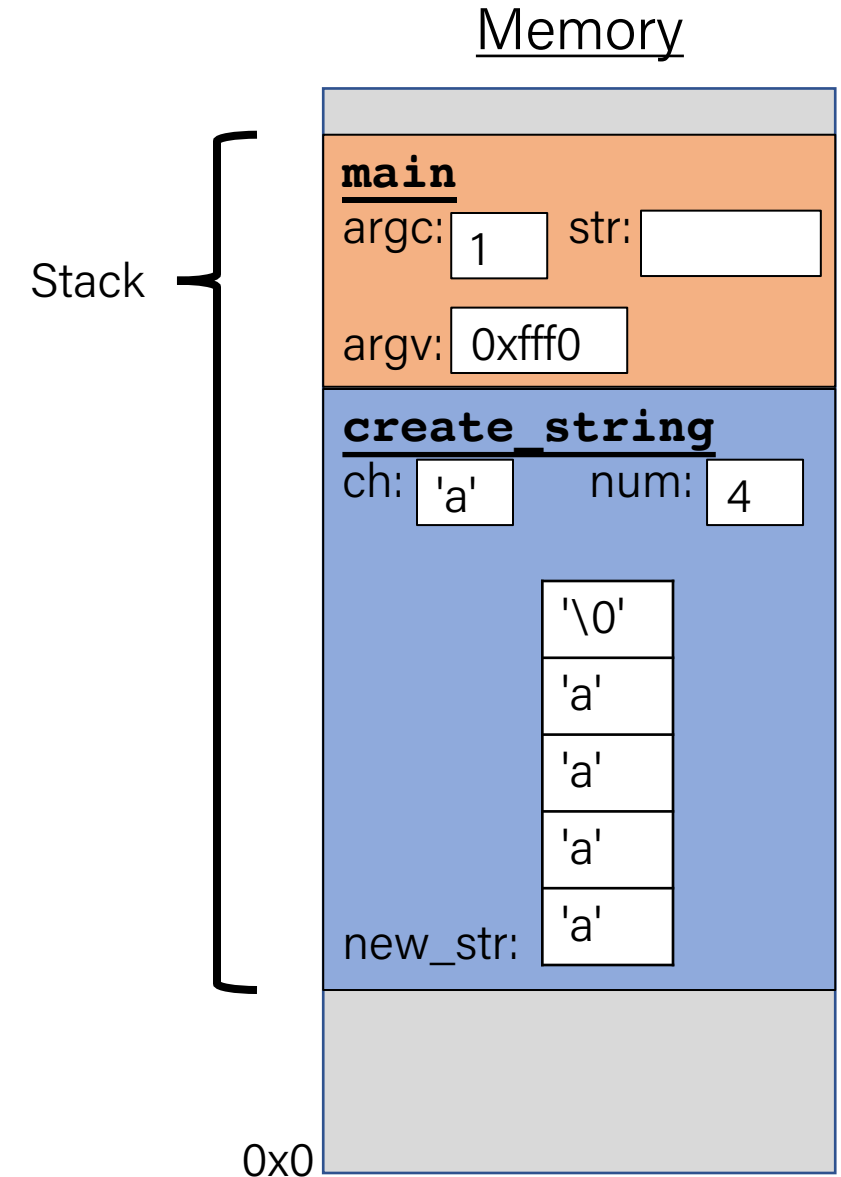 Memory
Stack
main
argc: 1 str:
argv: 0xfff0
create_string
ch: 'a' num: 4
'\0'
'a'
'a'
'a'
new_str: 'a'
0x0